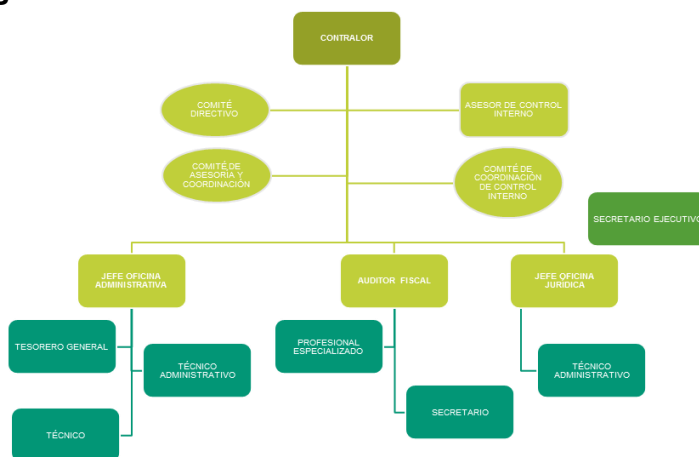 CONTRALOR
COMITÉ
DIRECTIVO
ASESOR DE CONTROL
INTERNO
COMITÉ DE
ASESORÍA Y
COORDINACIÓN
COMITÉ DE
COORDINACIÓN
DE CONTROL
INTERNO
SECRETARIO EJECUTIVO
JEFE OFICINA
ADMINISTRATIVA
AUDITOR FISCAL
JEFE OFICINA
JURÍDICA
TESORERO GENERAL
TÉCNICO
ADMINISTRATIVO
PROFESIONAL
ESPECIALIZADO
TÉCNICO
ADMINISTRATIVO
SECRETARIO
TÉCNICO